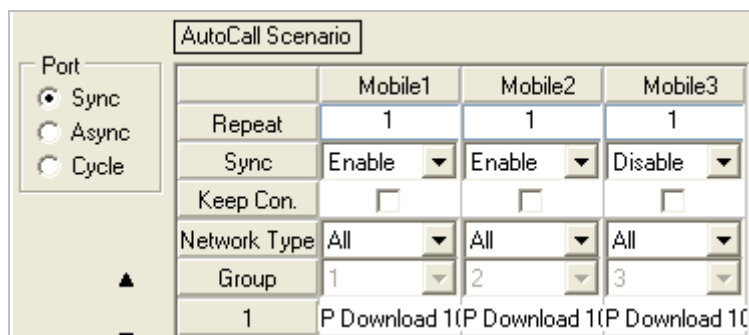 AutoCall Scenario
Port
Sync
Async
Cycle
Mobile1 Mobile2 Mobile3
Repeat 1 1 1
Sync Enable Enable Disable
Keep Con.
Network Type All All All
Group 1 2 3
1 P Download 1 P Download 1 P Download 10